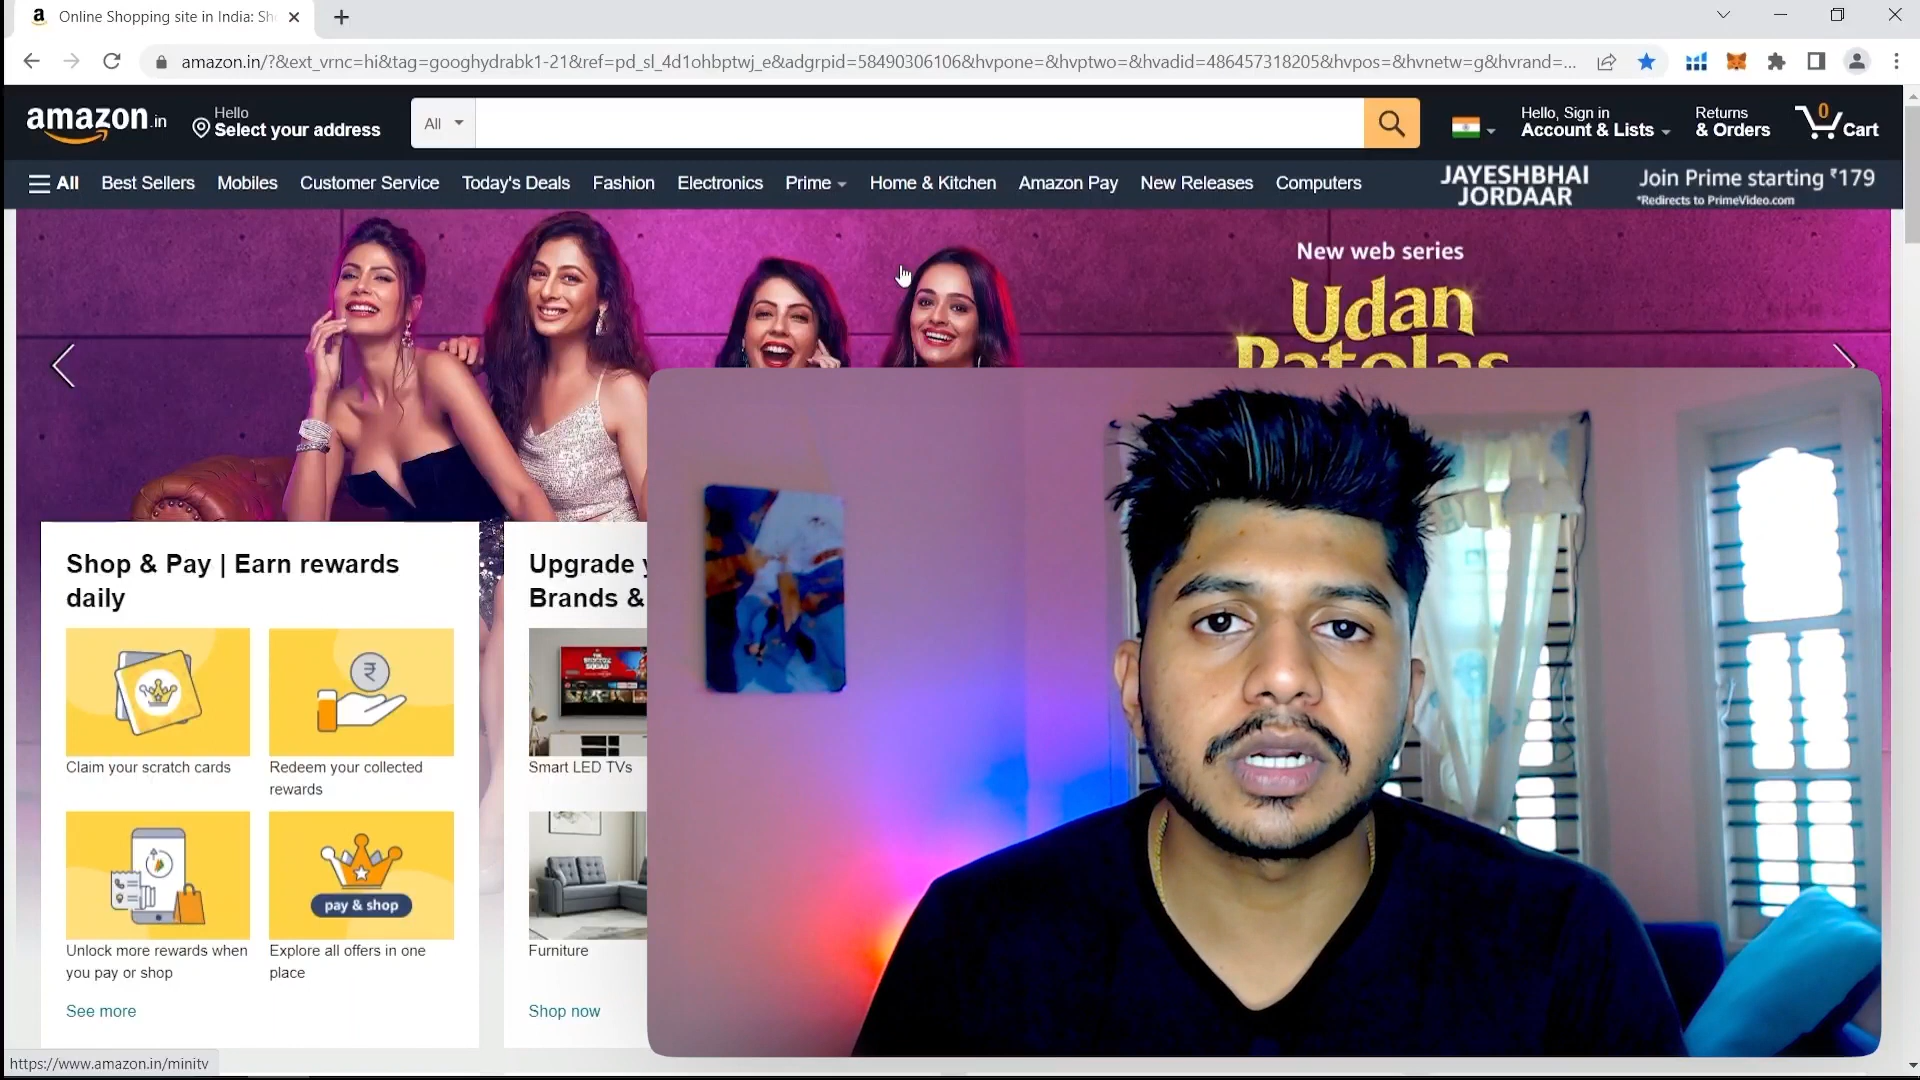 Online Shopping site in India: Sh
amazon.in/?&ext_vrnc=hi&tag=googhydrabk1-21&ref=pd_sl_4d1ohbptwj_e&adgrpid=58490306106&hvpone=&hvptwo=&hvadid=486457318205&hvpos=&hvnetw=g&hvrand=...
amazon.in
Hello
Select your address
All
Hello, Sign in
Account & Lists
Returns
& Orders
0
Cart
All
Best Sellers
Mobiles
Customer Service
Today's Deals
Fashion
Electronics
Prime
Home & Kitchen
Amazon Pay
New Releases
Computers
JAYESHBHAI
JORDAAR
Join Prime starting ₹179
*Redirects to PrimeVideo.com
New web series
Udan
Patolas
Shop & Pay | Earn rewards
daily
Claim your scratch cards
Redeem your collected
rewards
pay & shop
Unlock more rewards when
you pay or shop
Explore all offers in one
place
See more
Upgrade y
Brands &
Smart LED TVs
Furniture
Shop now
https://www.amazon.in/minitv